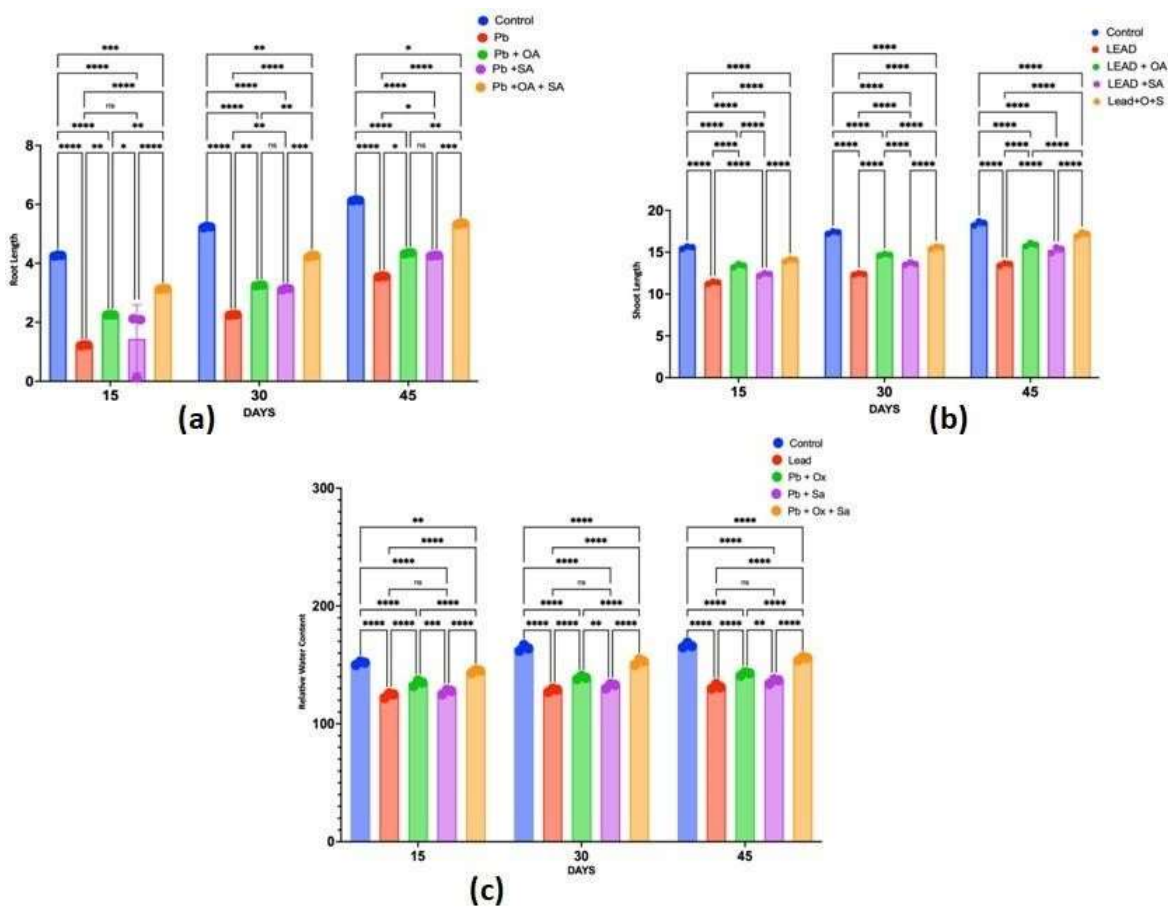 Control
Pb
Pb + OA
Pb +SA
Pb +OA + SA
***
****
****
ns
**** **
**** ** * ****
**
****
****
**** **
**
**** ** ns ***
*
****
****
*
**** **
**** * ns ***
Root Length
8
6
4
2
0
15 30 45
DAYS
(a)
Control
LEAD
LEAD + OA
LEAD +SA
Lead+O+S
****
****
****
**** ****
****
**** **** ****
****
****
****
****
**** ****
****
**** **** ****
****
****
****
****
**** ****
**** **** ****
Shoot Length
20
15
10
5
0
15 30 45
DAYS
(b)
Control
Lead
Pb + Ox
Pb + Sa
Pb + Ox + Sa
**
****
****
ns
**** ****
**** **** *** ****
****
****
****
ns
**** ****
**** **** ** ****
****
****
****
ns
**** ****
**** **** ** ****
Relative Water Content
300
200
100
0
15 30 45
DAYS
(c)